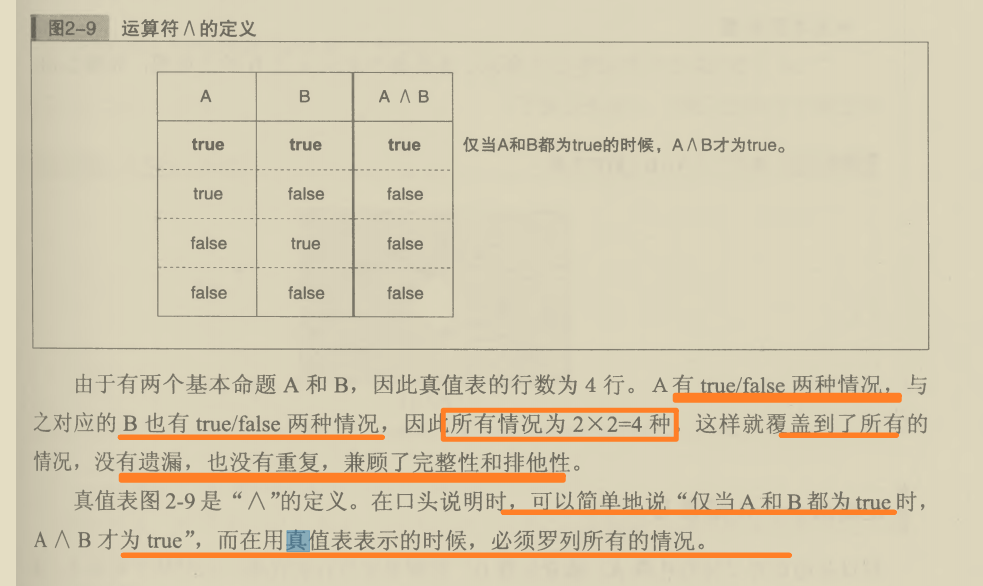 图2-9 运算符∧的定义
A B A ∧ B
true true true 仅当A和B都为true的时候，A∧B才为true。
true false false
false true false
false false false
由于有两个基本命题 A 和 B，因此真值表的行数为 4 行。A 有 true/false 两种情况，与
之对应的 B 也有 true/false 两种情况，因此所有情况为 2×2=4 种。这样就覆盖到了所有的
情况，没有遗漏，也没有重复，兼顾了完整性和排他性。
真值表图 2-9 是“∧”的定义。在口头说明时，可以简单地说“仅当 A 和 B 都为 true 时，
A ∧ B 才为 true”，而在用真值表表示的时候，必须罗列所有的情况。